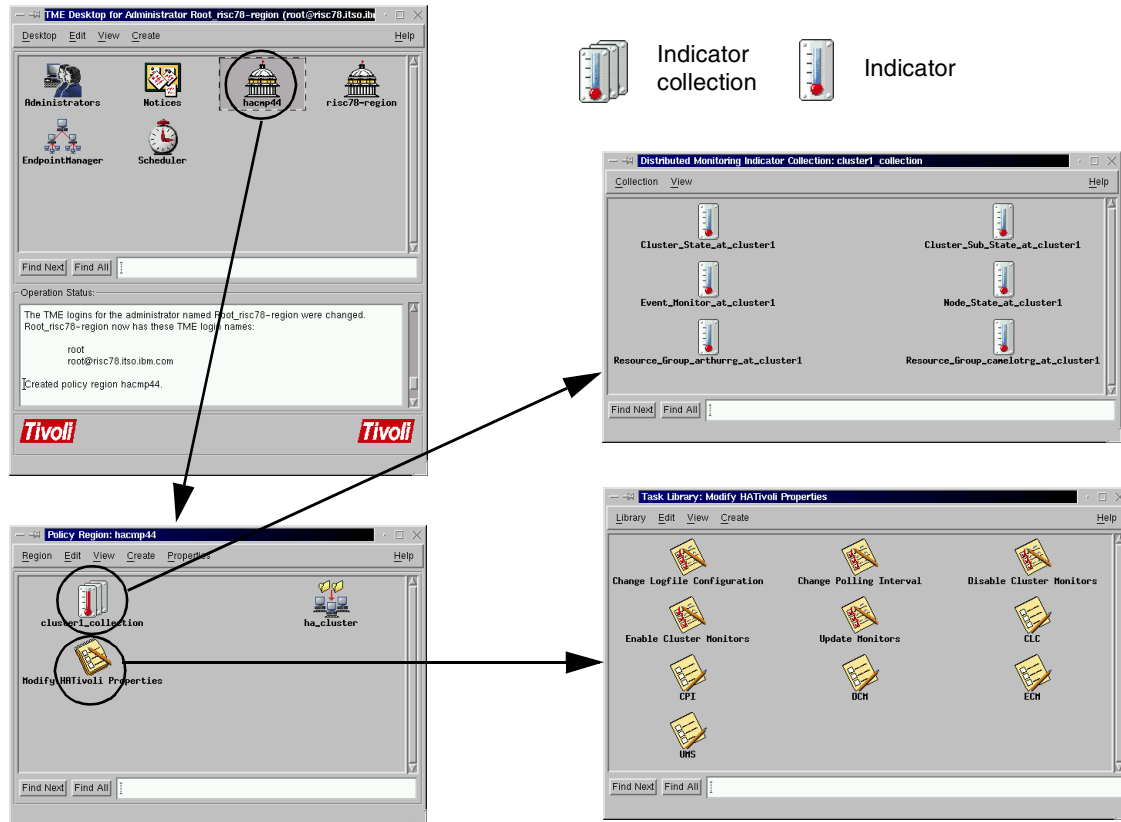 TME Desktop for Administrator Root_risc78-region (root@risc78.itso.ib
Desktop Edit View Create Help
Administrators Notices hacmp44 risc78-region
EndpointManager Scheduler
Find Next Find All
Operation Status:
The TME logins for the administrator named Root_risc78-region were changed.
Root_risc78-region now has these TME login names:
root
root@risc78.itso.ibm.com
Created policy region hacmp44.
Tivoli Tivoli
Indicator
collection
Indicator
Distributed Monitoring Indicator Collection: cluster1_collection
Collection View Help
Cluster_State_at_cluster1 Cluster_Sub_State_at_cluster1
Event_Monitor_at_cluster1 Node_State_at_cluster1
Resource_Group_arthurrg_at_cluster1 Resource_Group_camelotrg_at_cluster1
Find Next Find All
Policy Region: hacmp44
Region Edit View Create Properties Help
cluster1_collection ha_cluster
Modify HATivoli Properties
Find Next Find All
Task Library: Modify HATivoli Properties
Library Edit View Create Help
Change Logfile Configuration Change Polling Interval Disable Cluster Monitors
Enable Cluster Monitors Update Monitors CLC
CPI DCM ECM
UMS
Find Next Find All